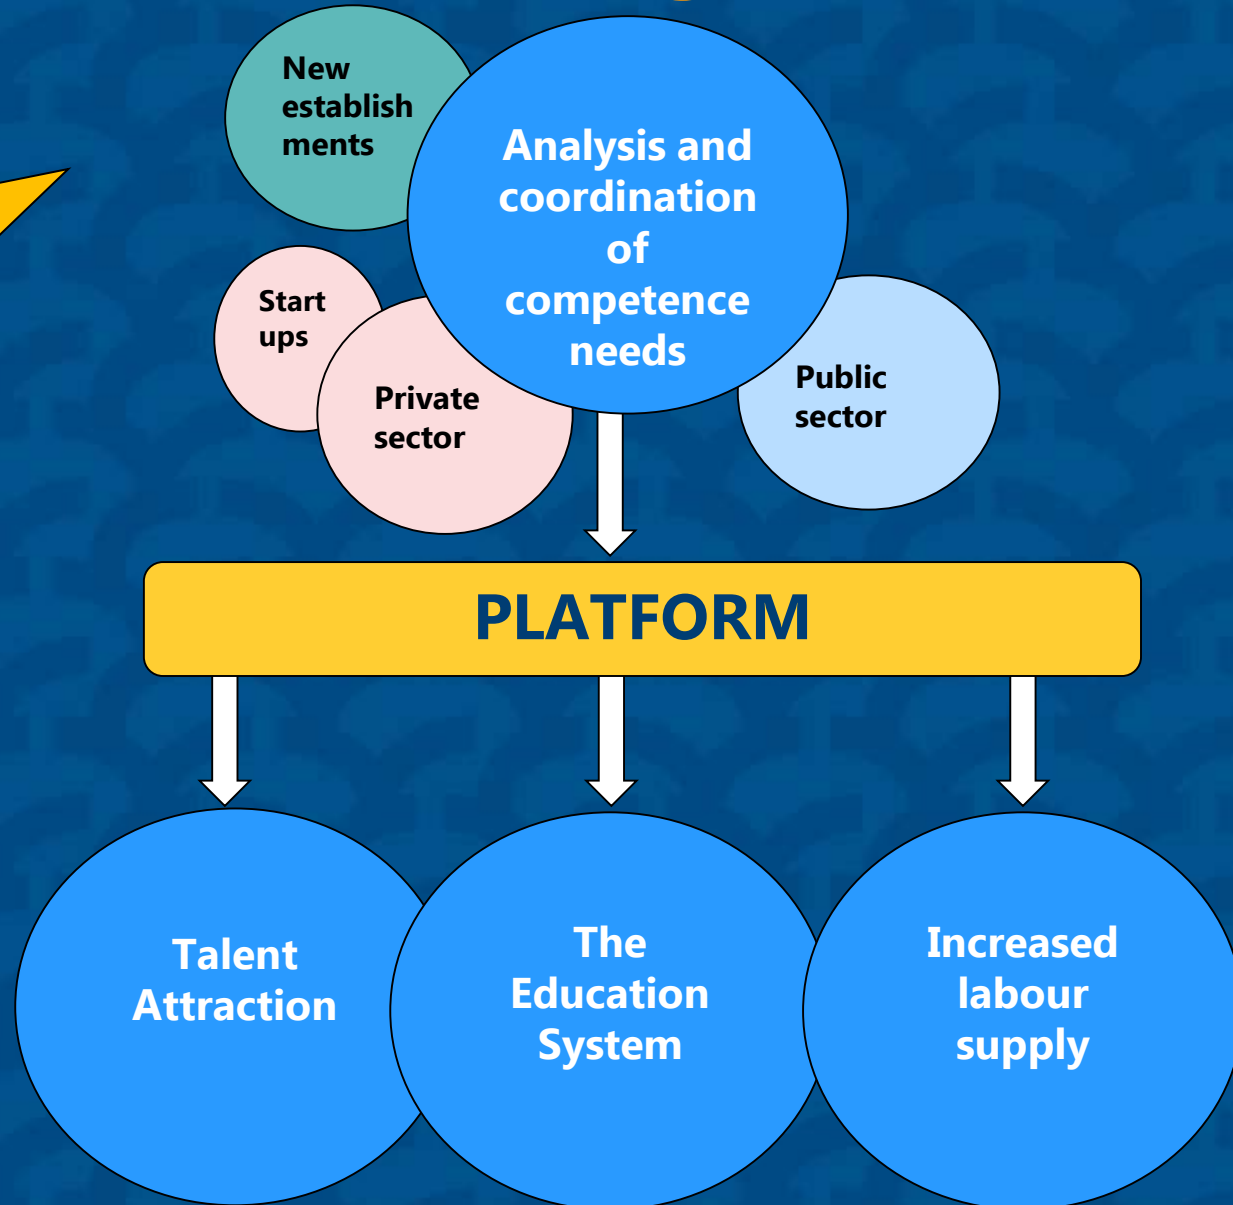 New
establish
ments
Analysis and
coordination
of
competence
needs
Start
ups
Private
sector
Public
sector
PLATFORM
Talent
Attraction
The
Education
System
Increased
labour
supply